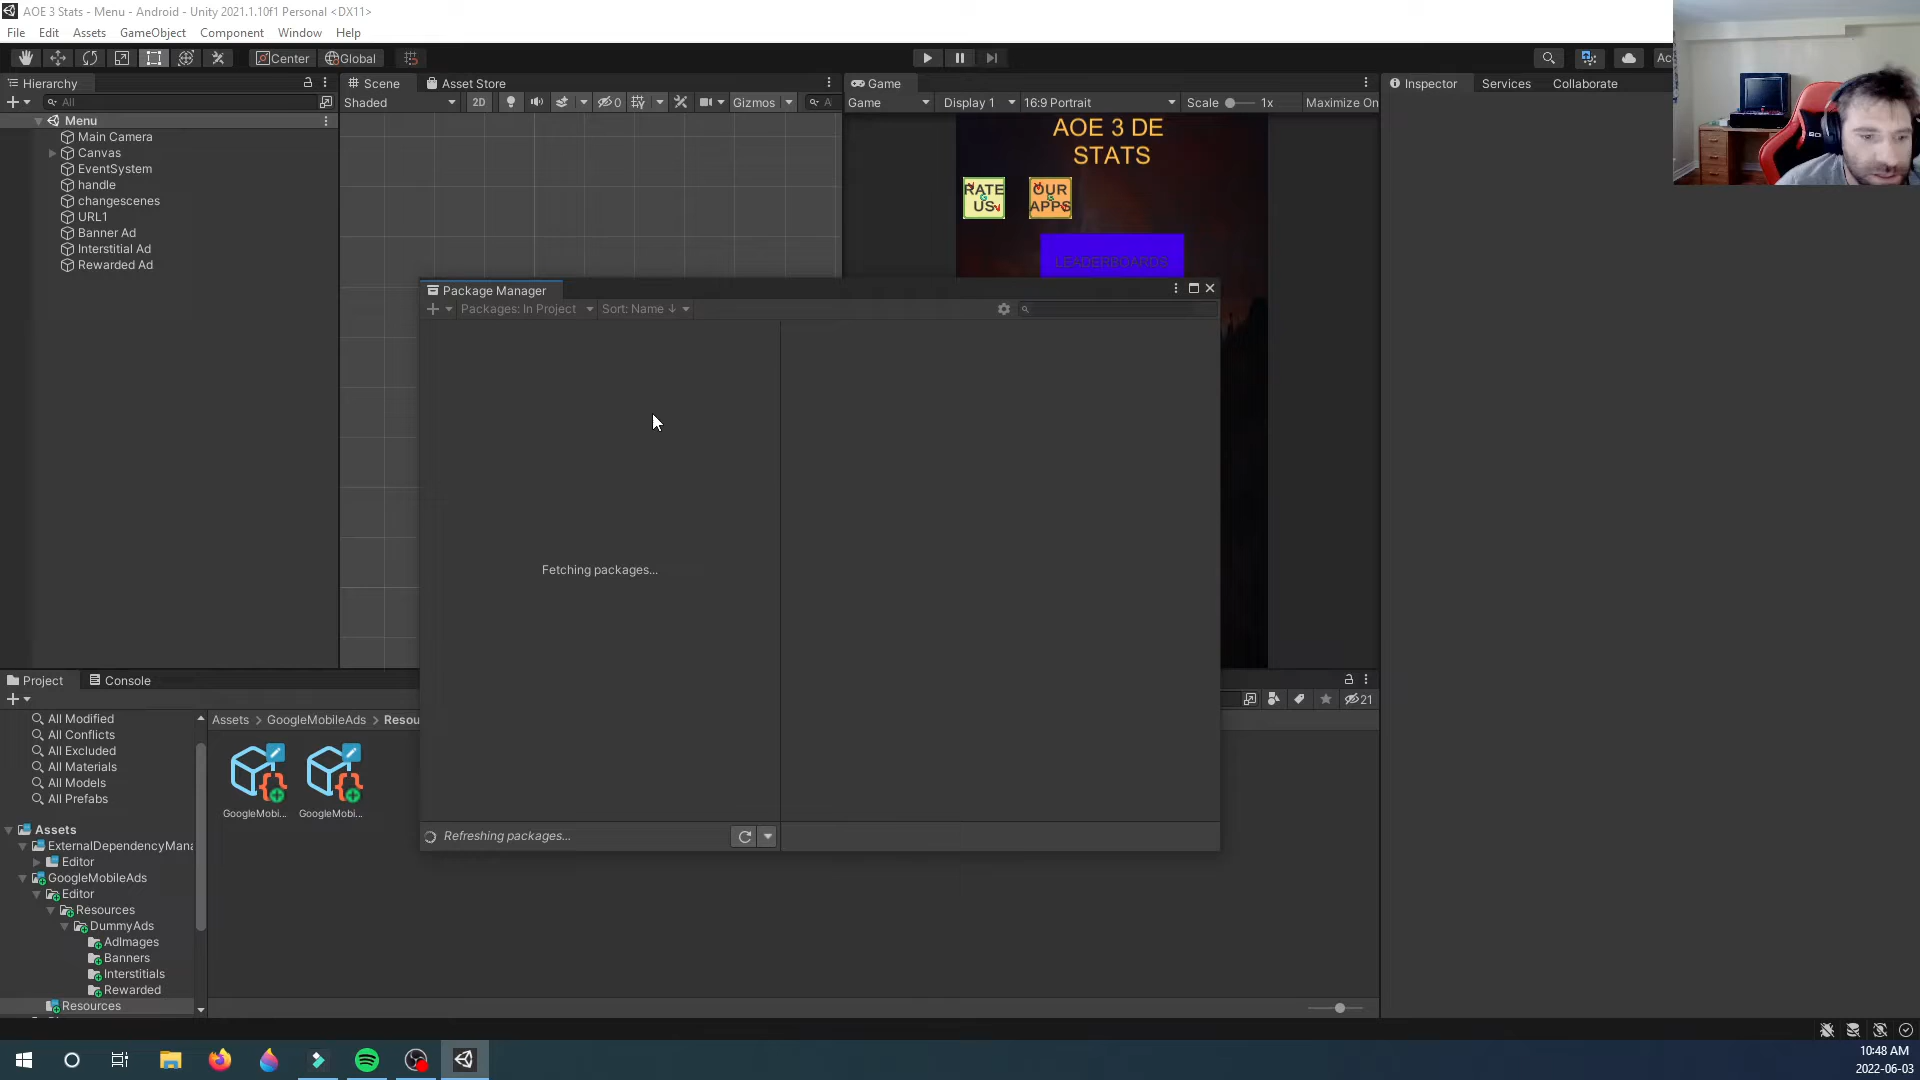 AOE 3 Stats - Menu - Android - Unity 2021.1.10f1 Personal <DX11>
File Edit Assets GameObject Component Window Help
Center Global
Hierarchy
All
Menu
Main Camera
Canvas
EventSystem
handle
changescenes
URL1
Banner Ad
Interstitial Ad
Rewarded Ad
Scene Asset Store
Shaded 2D 0 Gizmos A
Game
Game Display 1 16:9 Portrait Scale 1x Maximize On
AOE 3 DE
STATS
RATE
US
OUR
APPS
LEADERBOARDS
Inspector Services Collaborate
Ac
Package Manager
Packages: In Project Sort: Name ↓
Fetching packages...
Refreshing packages...
Project Console
21
All Modified
All Conflicts
All Excluded
All Materials
All Models
All Prefabs
Assets
ExternalDependencyMana
Editor
GoogleMobileAds
Editor
Resources
DummyAds
AdImages
Banners
Interstitials
Rewarded
Resources
Assets > GoogleMobileAds > Resou
GoogleMobi... GoogleMobi...
10:48 AM
2022-06-03